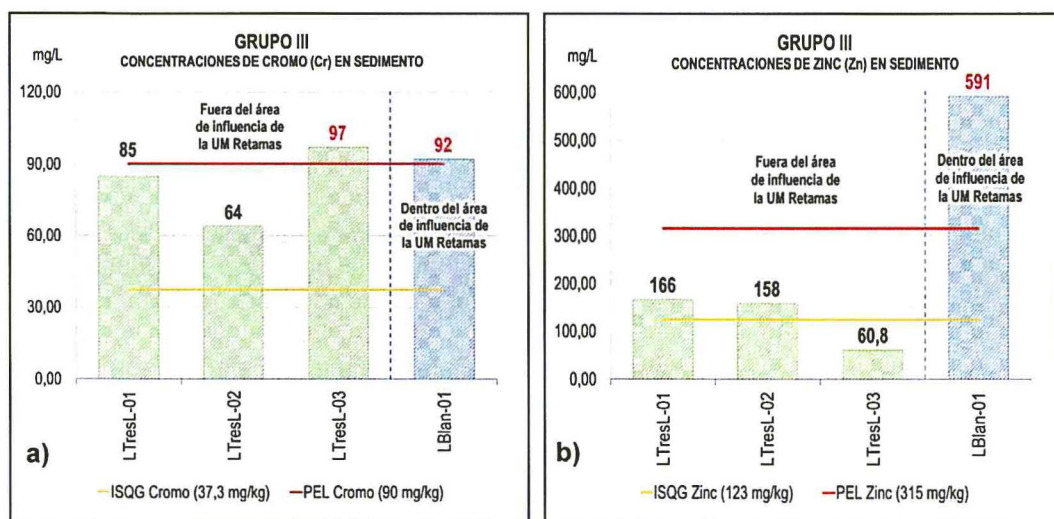 GRUPO III
CONCENTRACIONES DE CROMO (Cr) EN SEDIMENTO
mg/L
120,00
90,00
60,00
30,00
0,00
85
64
97
92
Fuera del área
de influencia de
la UM Retamas
Dentro del área
de influencia de
la UM Retamas
LTresL-01
LTresL-02
LTresL-03
LBlan-01
a)
ISQG Cromo (37,3 mg/kg)
PEL Cromo (90 mg/kg)
GRUPO III
CONCENTRACIONES DE ZINC (Zn) EN SEDIMENTO
mg/L
600,00
500,00
400,00
300,00
200,00
100,00
0,00
166
158
60,8
591
Fuera del área
de influencia de
la UM Retamas
Dentro del área
de influencia de
la UM Retamas
LTresL-01
LTresL-02
LTresL-03
LBlan-01
b)
ISQG Zinc (123 mg/kg)
PEL Zinc (315 mg/kg)